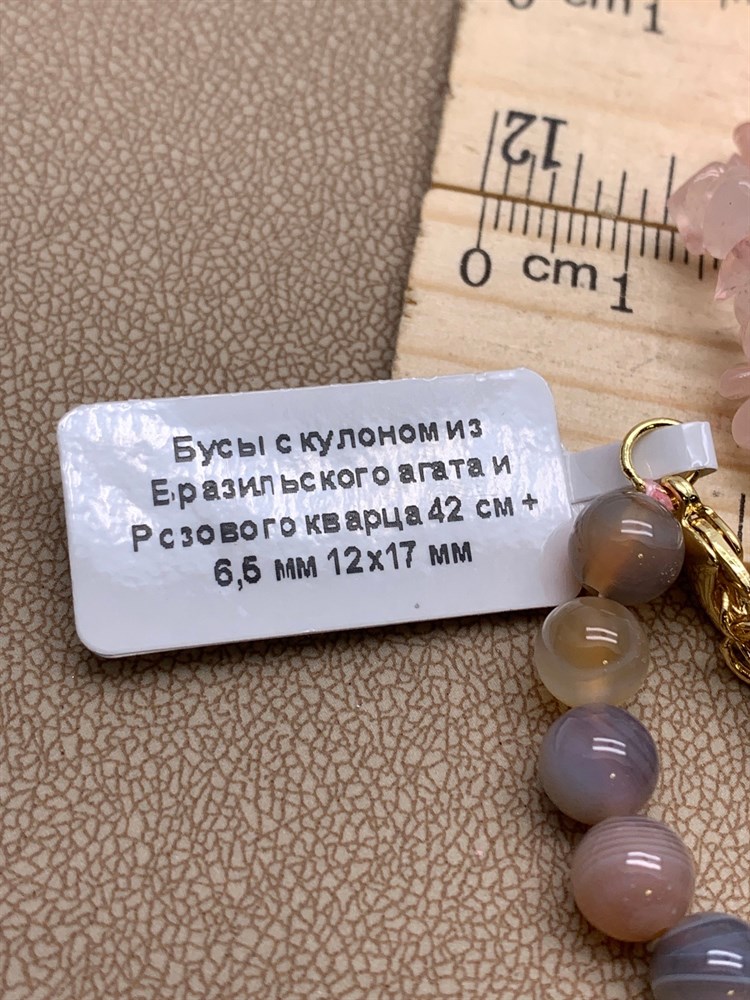 cm 1
12
0 cm 1
Бусы с кулоном из
Бразильского агата и
Розового кварца 42 см +
6,5 мм 12х17 мм